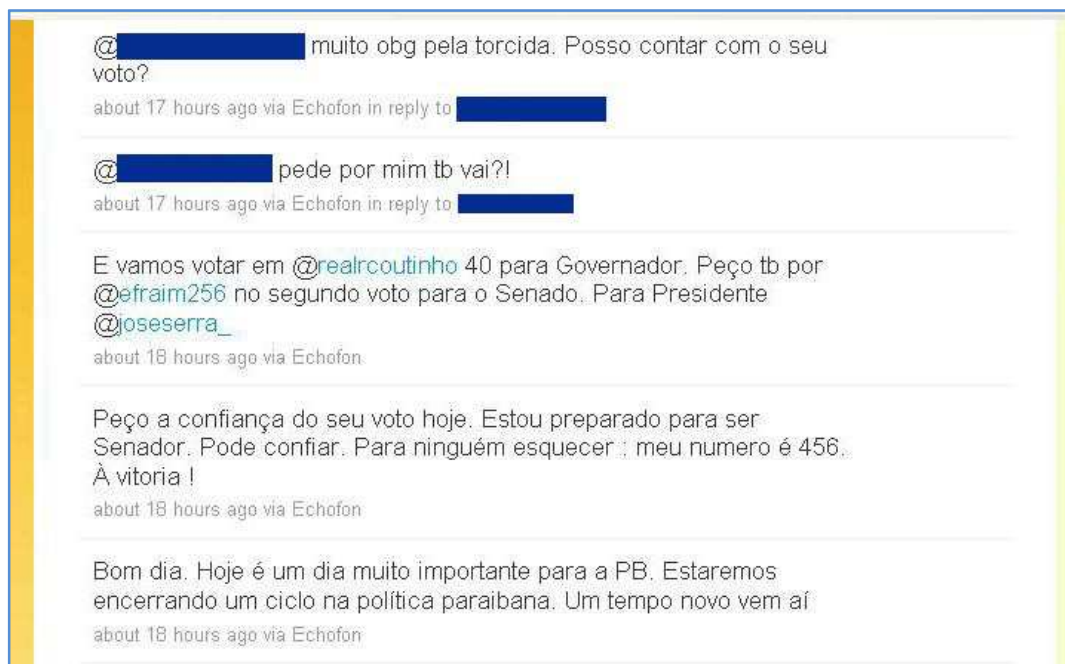 @ muito obg pela torcida. Posso contar com o seu
voto?
about 17 hours ago via Echofon in reply to
@ pede por mim tb vai?!
about 17 hours ago via Echofon in reply to
E vamos votar em @realrcoutinho 40 para Governador. Peço tb por
@efraim256 no segundo voto para o Senado. Para Presidente
@joseserra_
about 18 hours ago via Echofon
Peço a confiança do seu voto hoje. Estou preparado para ser
Senador. Pode confiar. Para ninguém esquecer : meu numero é 456.
À vitoria !
about 18 hours ago via Echofon
Bom dia. Hoje é um dia muito importante para a PB. Estaremos
encerrando um ciclo na política paraibana. Um tempo novo vem aí
about 18 hours ago via Echofon